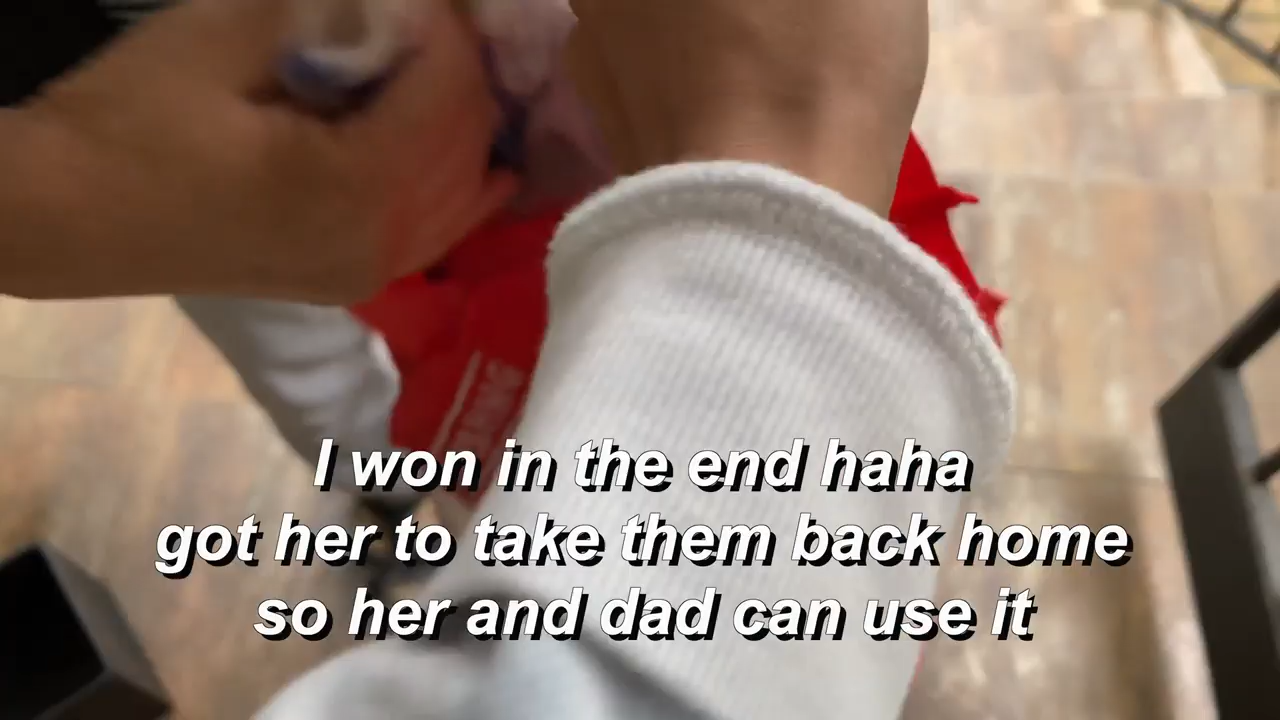 I won in the end haha
got her to take them back home
so her and dad can use it